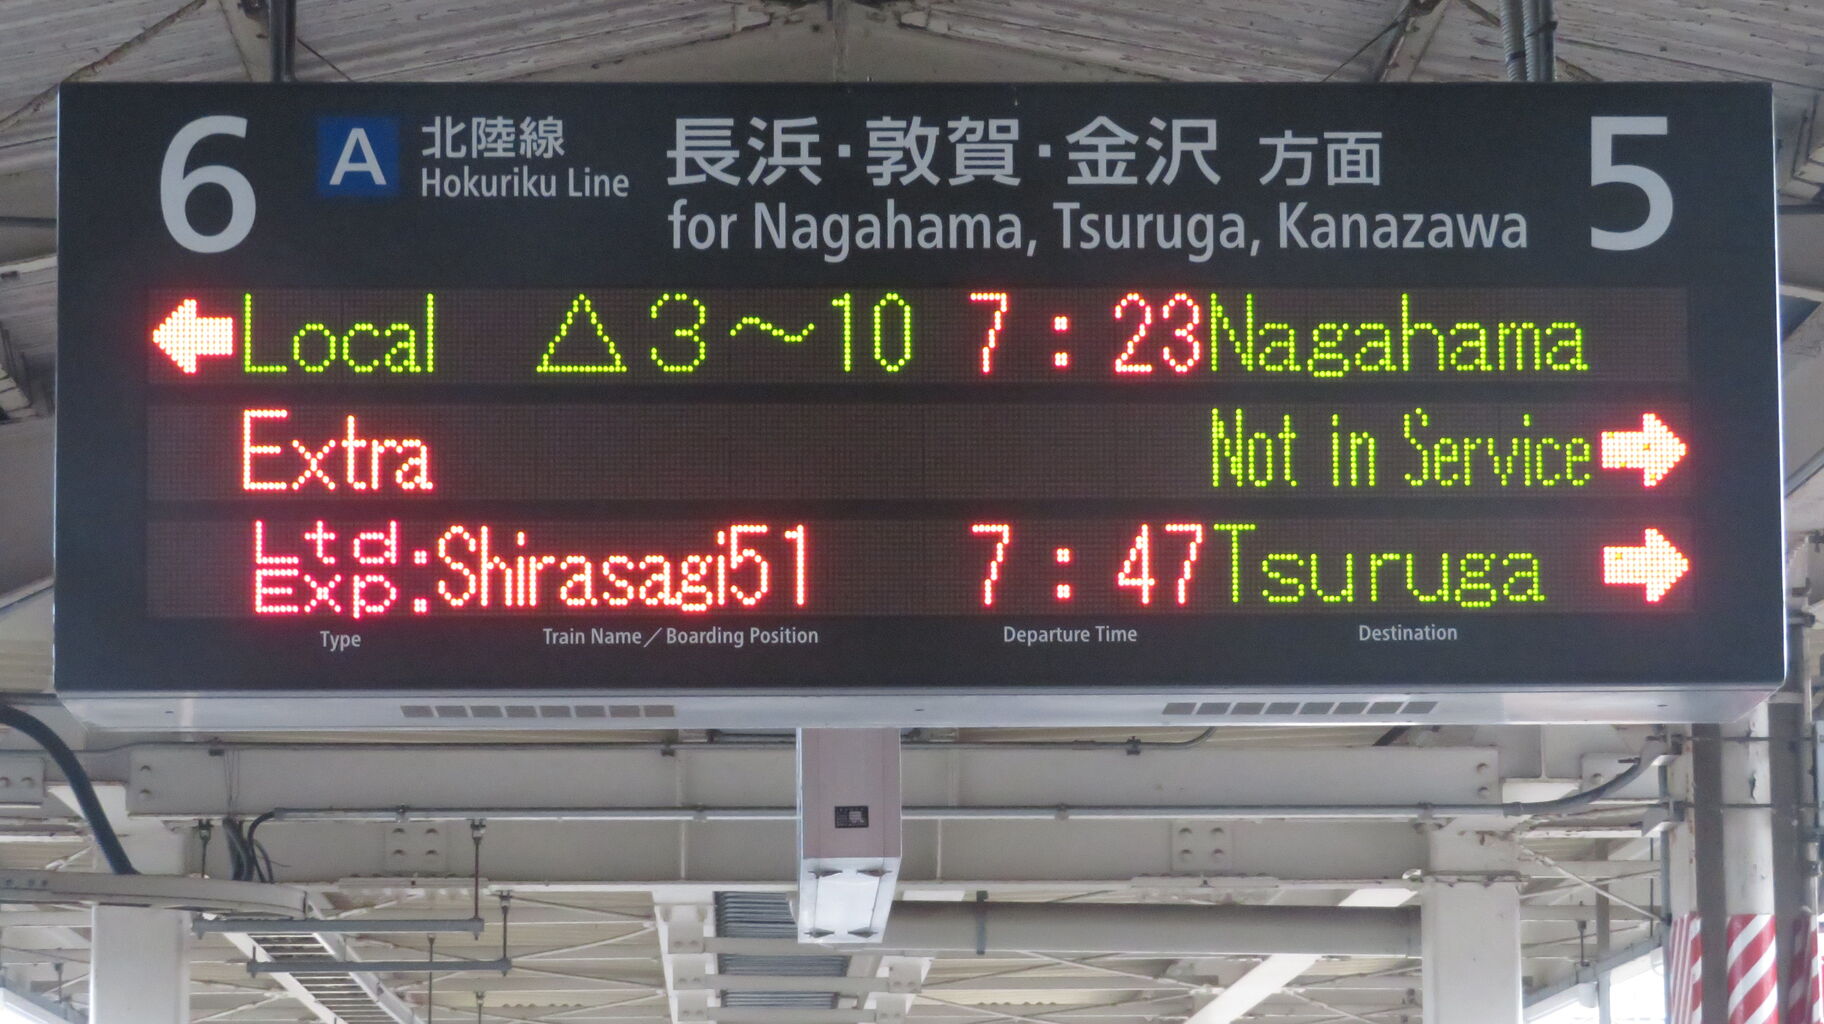 6 A 北陸線 長浜・敦賀・金沢 方面 5
Hokuriku Line for Nagahama, Tsuruga, Kanazawa
← Local △ 3～10 7:23 Nagahama
Extra Not in Service →
Ltd Exp: Shirasagi51 7:47 Tsuruga →
Type Train Name／Boarding Position Departure Time Destination